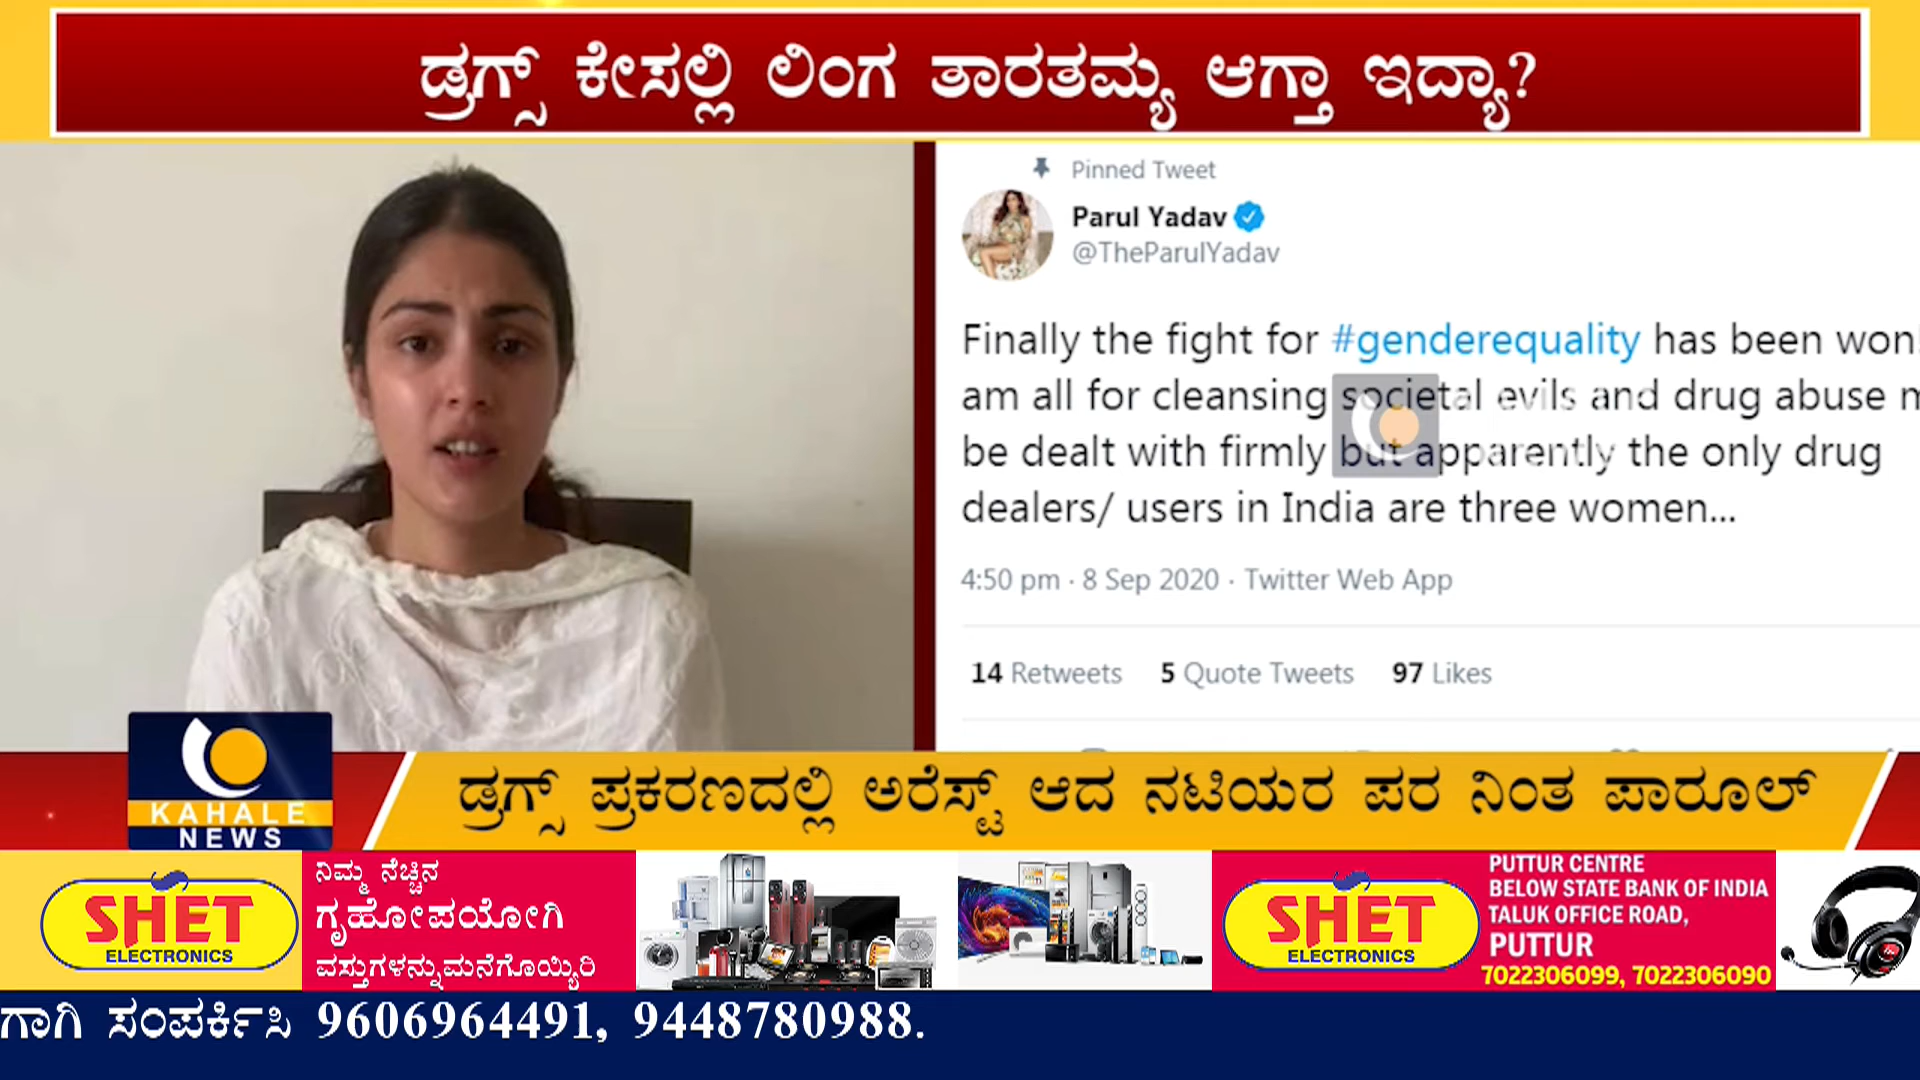 ಡ್ರಗ್ಸ್ ಕೇಸಲ್ಲಿ ಲಿಂಗ ತಾರತಮ್ಯ ಆಗ್ತಾ ಇದ್ಯಾ?
Pinned Tweet
Parul Yadav
@TheParulYadav
Finally the fight for #genderequality has been won!
am all for cleansing societal evils and drug abuse m
be dealt with firmly but apparently the only drug
dealers/ users in India are three women...
4:50 pm · 8 Sep 2020 · Twitter Web App
14 Retweets 5 Quote Tweets 97 Likes
KAHALE
NEWS
ಡ್ರಗ್ಸ್ ಪ್ರಕರಣದಲ್ಲಿ ಅರೆಸ್ಟ್ ಆದ ನಟಿಯರ ಪರ ನಿಂತ ಪಾರೂಲ್
SHET
ELECTRONICS
ನಿಮ್ಮ ನೆಚ್ಚಿನ
ಗೃಹೋಪಯೋಗಿ
ವಸ್ತುಗಳನ್ನುಮನೆಗೊಯ್ಯಿರಿ
SHET
ELECTRONICS
PUTTUR CENTRE
BELOW STATE BANK OF INDIA
TALUK OFFICE ROAD,
PUTTUR
7022306099, 7022306090
ಗಾಗಿ ಸಂಪರ್ಕಿಸಿ 9606964491, 9448780988.